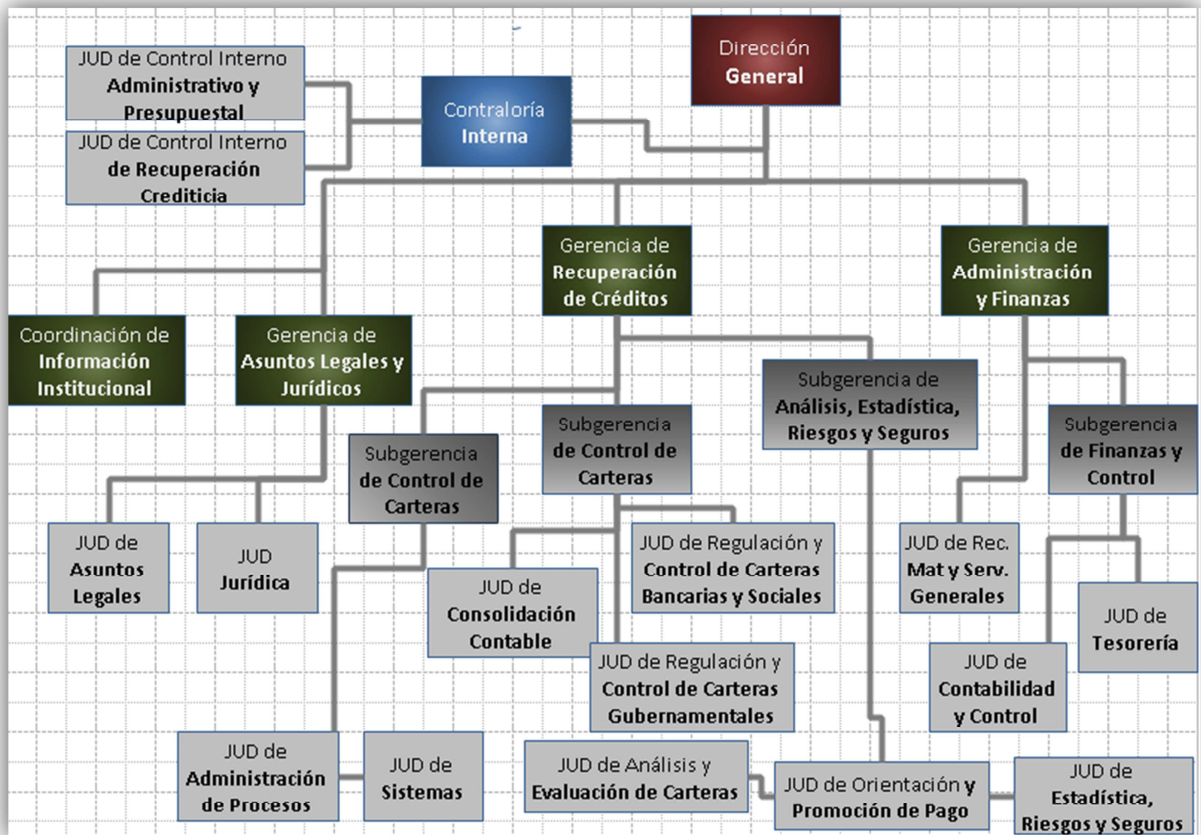 Dirección
General
JUD de Control Interno
Administrativo y
Presupuestal
Contraloría
Interna
JUD de Control Interno
de Recuperación
Crediticia
Gerencia de
Recuperación
de Créditos
Gerencia de
Administración
y Finanzas
Coordinación de
Información
Institucional
Gerencia de
Asuntos Legales y
Jurídicos
Subgerencia de
Análisis, Estadística,
Riesgos y Seguros
Subgerencia
de Control de
Carteras
Subgerencia
de Control de
Carteras
Subgerencia
de Finanzas y
Control
JUD de
Asuntos
Legales
JUD
Jurídica
JUD de
Consolidación
Contable
JUD de Regulación y
Control de Carteras
Bancarias y Sociales
JUD de Rec.
Mat y Serv.
Generales
JUD de
Tesorería
JUD de Regulación y
Control de Carteras
Gubernamentales
JUD de
Contabilidad
y Control
JUD de
Administración
de Procesos
JUD de
Sistemas
JUD de Análisis y
Evaluación de Carteras
JUD de Orientación y
Promoción de Pago
JUD de
Estadística,
Riesgos y Seguros